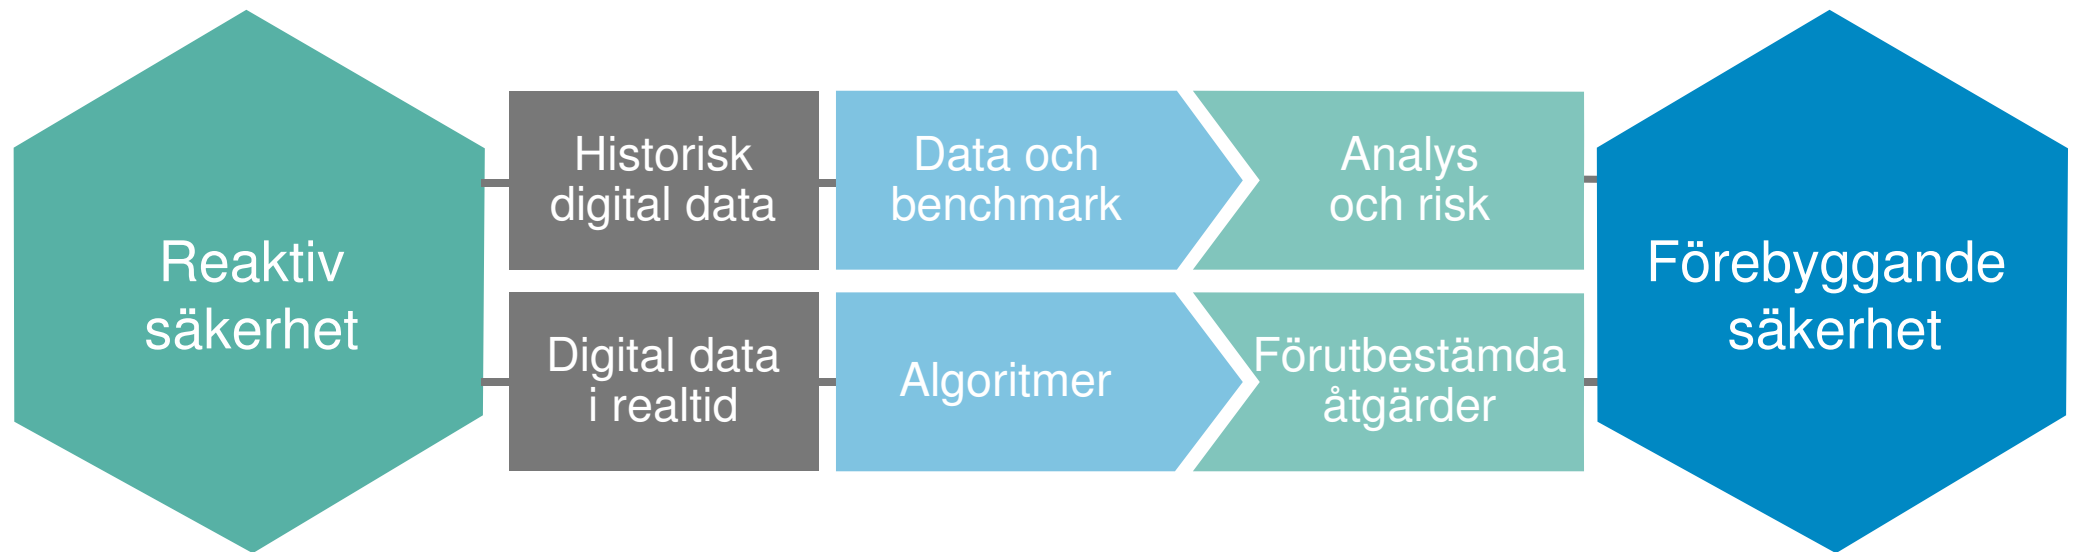 Reaktiv
säkerhet
Historisk
digital data
Data och
benchmark
Analys
och risk
Digital data
i realtid
Algoritmer
Förutbestämda
åtgärder
Förebyggande
säkerhet